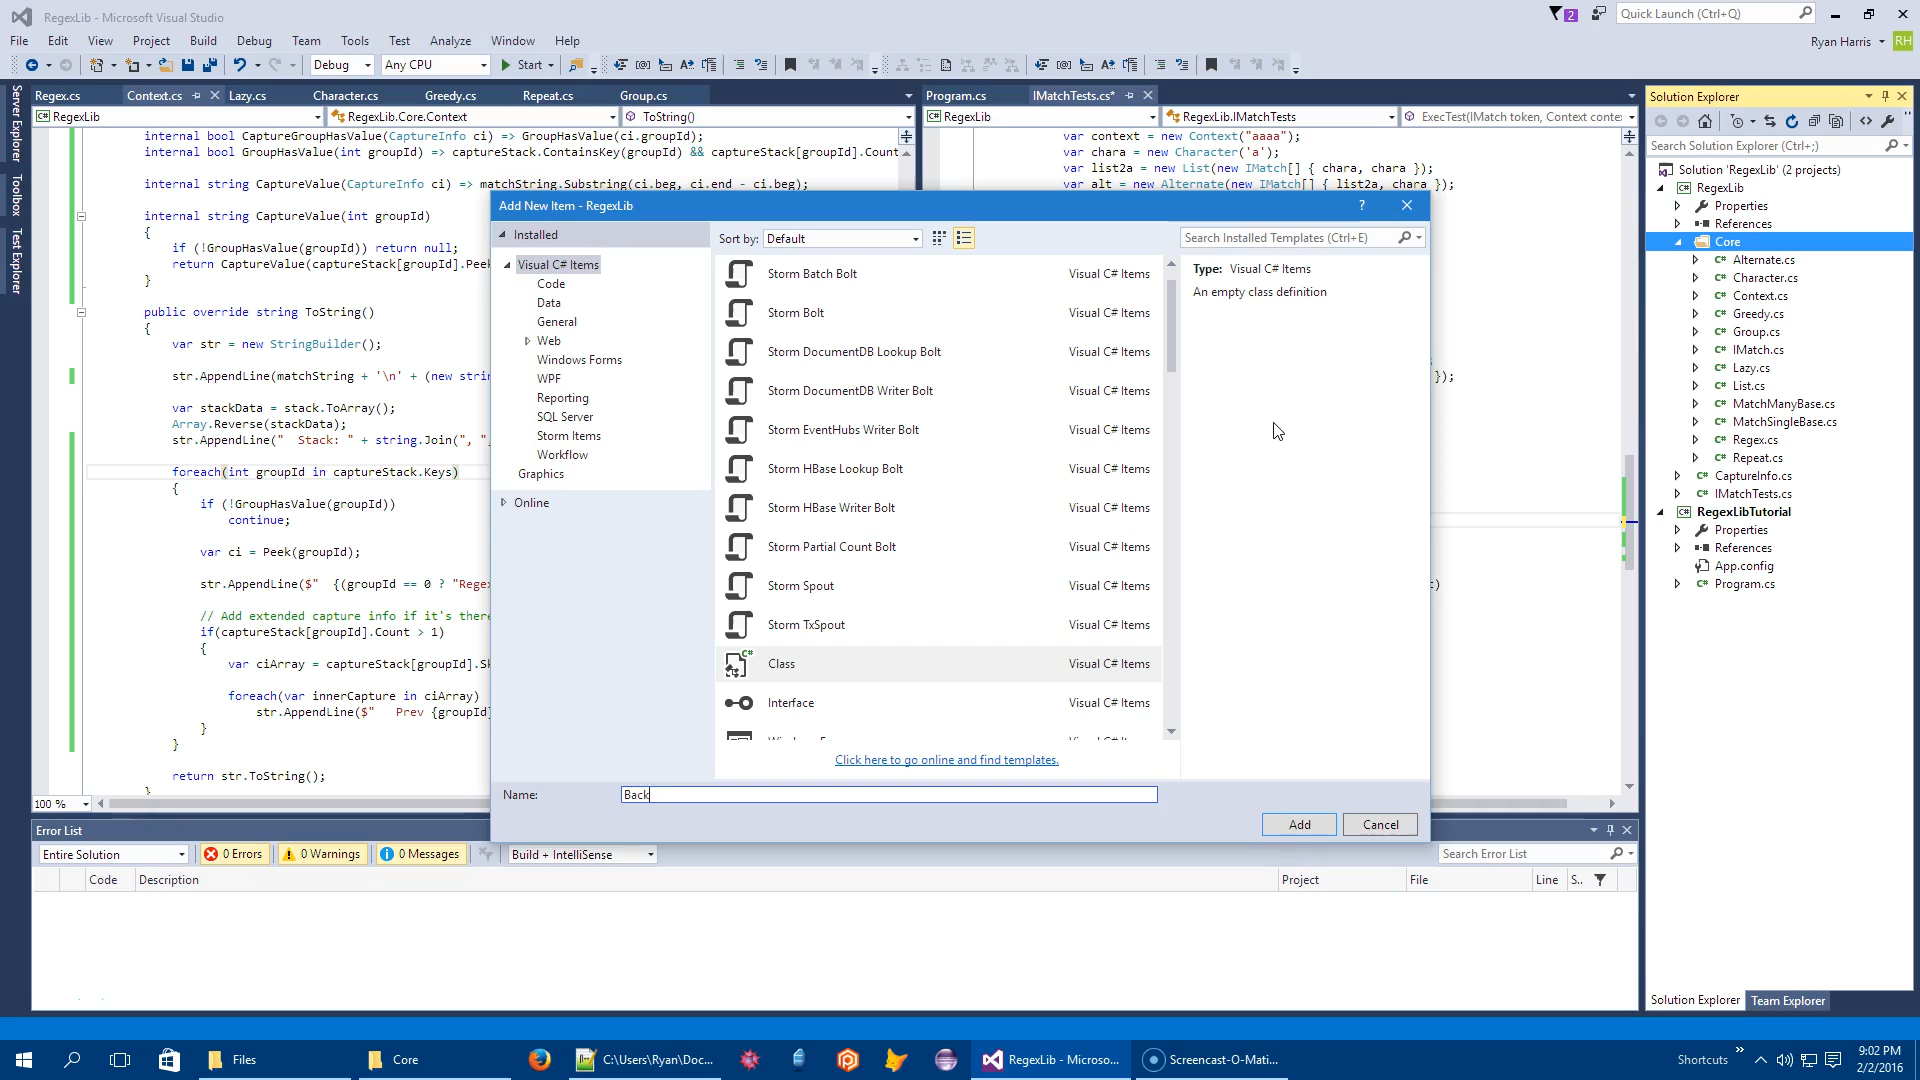 RegexLib - Microsoft Visual Studio
2
Quick Launch (Ctrl+Q)
File Edit View Project Build Debug Team Tools Test Analyze Window Help
Ryan Harris RH
Debug Any CPU Start
Server Explorer
Toolbox
Test Explorer
Regex.cs Context.cs Lazy.cs Character.cs Greedy.cs Repeat.cs Group.cs
RegexLib RegexLib.Core.Context ToString()
internal bool CaptureGroupHasValue(CaptureInfo ci) => GroupHasValue(ci.groupId);
internal bool GroupHasValue(int groupId) => captureStack.ContainsKey(groupId) && captureStack[groupId].Count
internal string CaptureValue(CaptureInfo ci) => matchString.Substring(ci.beg, ci.end - ci.beg);
internal string CaptureValue(int groupId)
{
if (!GroupHasValue(groupId)) return null;
return CaptureValue(captureStack[groupId].Peek
}
public override string ToString()
{
var str = new StringBuilder();
str.AppendLine(matchString + '\n' + (new strin
var stackData = stack.ToArray();
Array.Reverse(stackData);
str.AppendLine("  Stack: " + string.Join(", "
foreach(int groupId in captureStack.Keys)
{
if (!GroupHasValue(groupId))
continue;
var ci = Peek(groupId);
str.AppendLine($"  {(groupId == 0 ? "Regex
// Add extended capture info if it's there
if(captureStack[groupId].Count > 1)
{
var ciArray = captureStack[groupId].Sk
foreach(var innerCapture in ciArray)
str.AppendLine($"   Prev {groupId}
}
}
return str.ToString();
}
100 %
Program.cs IMatchTests.cs*
RegexLib RegexLib.IMatchTests ExecTest(IMatch token, Context contex
var context = new Context("aaaa");
var chara = new Character('a');
var list2a = new List(new IMatch[] { chara, chara });
var alt = new Alternate(new IMatch[] { list2a, chara });
});
t)
Add New Item - RegexLib
?
Installed
Visual C# Items
Code
Data
General
Web
Windows Forms
WPF
Reporting
SQL Server
Storm Items
Workflow
Graphics
Online
Sort by: Default
Search Installed Templates (Ctrl+E)
Storm Batch Bolt Visual C# Items
Storm Bolt Visual C# Items
Storm DocumentDB Lookup Bolt Visual C# Items
Storm DocumentDB Writer Bolt Visual C# Items
Storm EventHubs Writer Bolt Visual C# Items
Storm HBase Lookup Bolt Visual C# Items
Storm HBase Writer Bolt Visual C# Items
Storm Partial Count Bolt Visual C# Items
Storm Spout Visual C# Items
Storm TxSpout Visual C# Items
Class Visual C# Items
Interface Visual C# Items
Click here to go online and find templates.
Type: Visual C# Items
An empty class definition
Name: Back
Add Cancel
Solution Explorer
Search Solution Explorer (Ctrl+;)
Solution 'RegexLib' (2 projects)
RegexLib
Properties
References
Core
Alternate.cs
Character.cs
Context.cs
Greedy.cs
Group.cs
IMatch.cs
Lazy.cs
List.cs
MatchManyBase.cs
MatchSingleBase.cs
Regex.cs
Repeat.cs
CaptureInfo.cs
IMatchTests.cs
RegexLibTutorial
Properties
References
App.config
Program.cs
Solution Explorer Team Explorer
Error List
Entire Solution 0 Errors 0 Warnings 0 Messages Build + IntelliSense Search Error List
Code Description Project File Line S..
Files Core C:\Users\Ryan\Doc... RegexLib - Microso... Screencast-O-Mati... Shortcuts
9:02 PM
2/2/2016